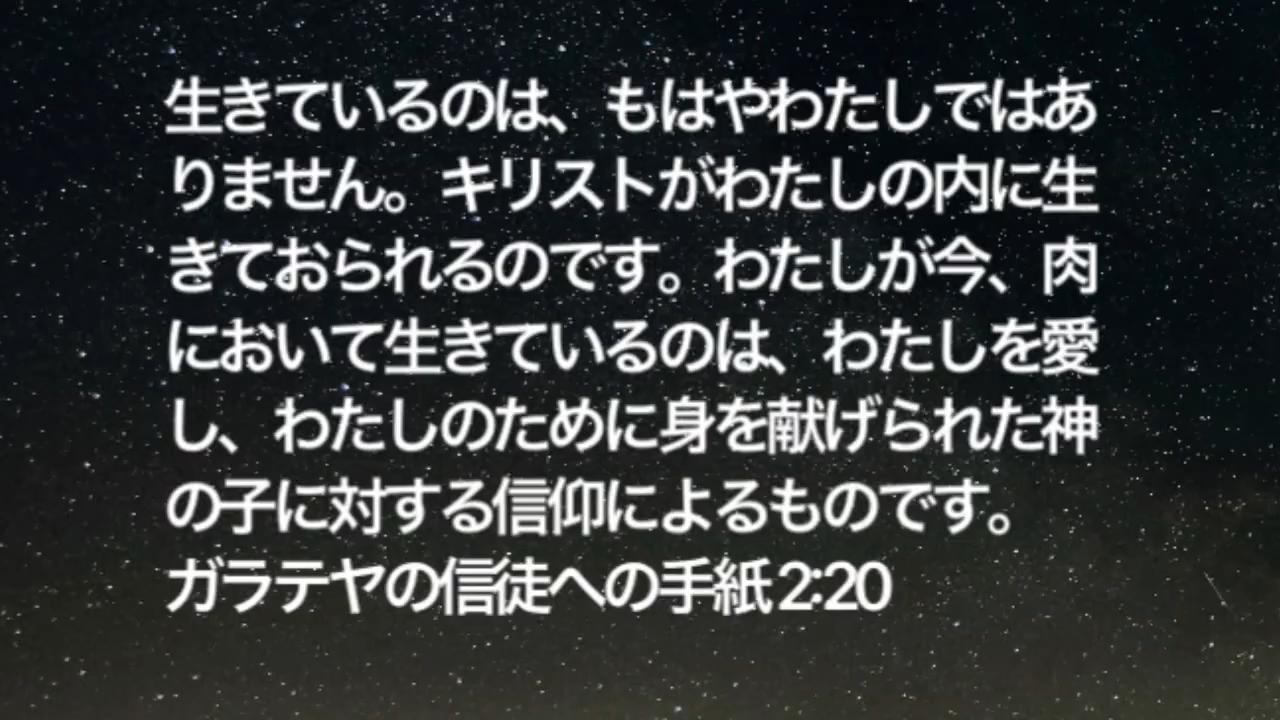 生きているのは、もはやわたしではあ
りません。キリストがわたしの内に生
きておられるのです。わたしが今、肉
において生きているのは、わたしを愛
し、わたしのために身を献げられた神
の子に対する信仰によるものです。
ガラテヤの信徒への手紙 2:20